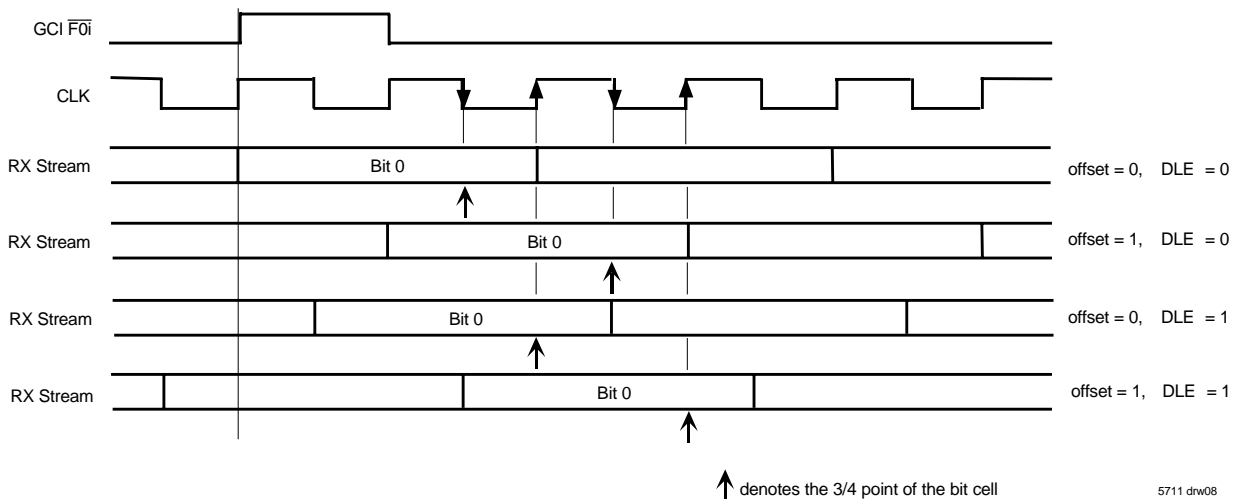 GCI F0i
CLK
RX Stream Bit 0 offset = 0, DLE = 0
RX Stream Bit 0 offset = 1, DLE = 0
RX Stream Bit 0 offset = 0, DLE = 1
RX Stream Bit 0 offset = 1, DLE = 1
denotes the 3/4 point of the bit cell
5711 drw08